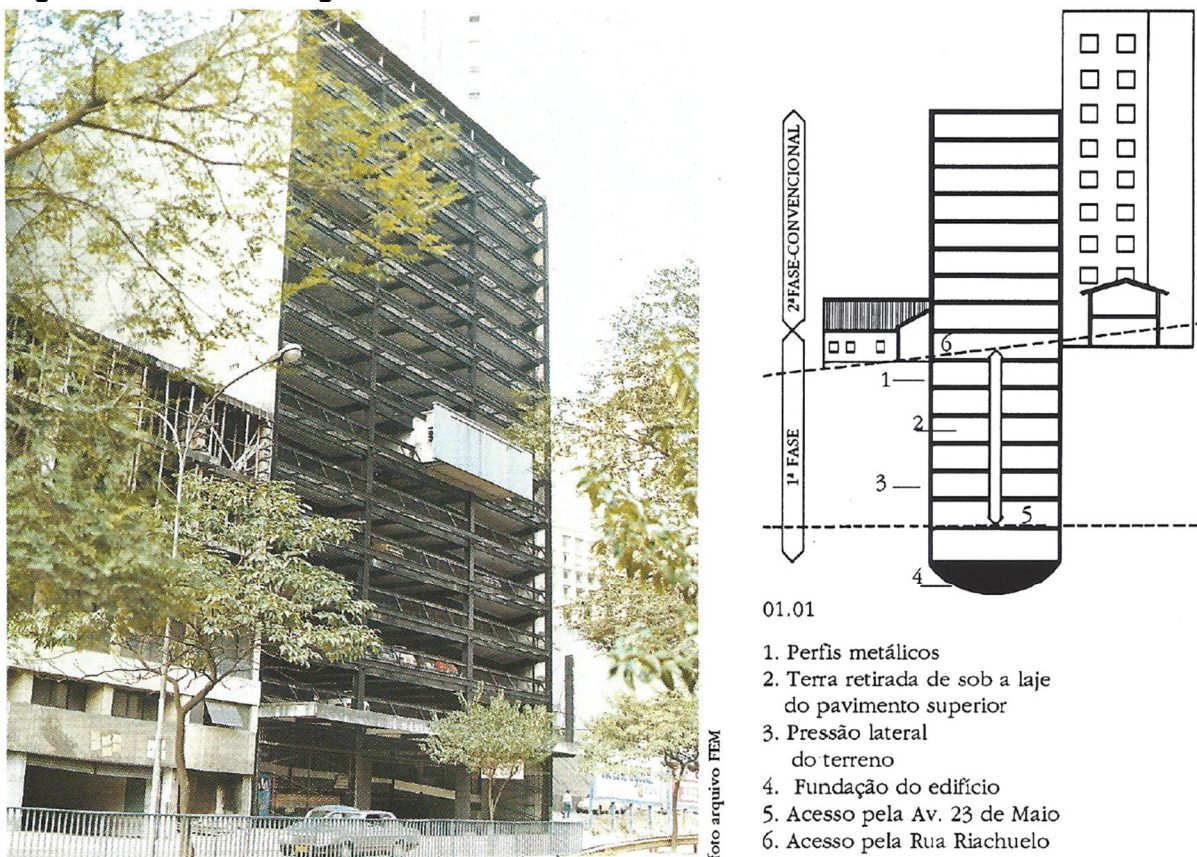 foto arquivo FEM
2ª FASE-CONVENCIONAL
1ª FASE
6
1
2
3
5
4
01.01
1. Perfis metálicos
2. Terra retirada de sob a laje
do pavimento superior
3. Pressão lateral
do terreno
4. Fundação do edifício
5. Acesso pela Av. 23 de Maio
6. Acesso pela Rua Riachuelo